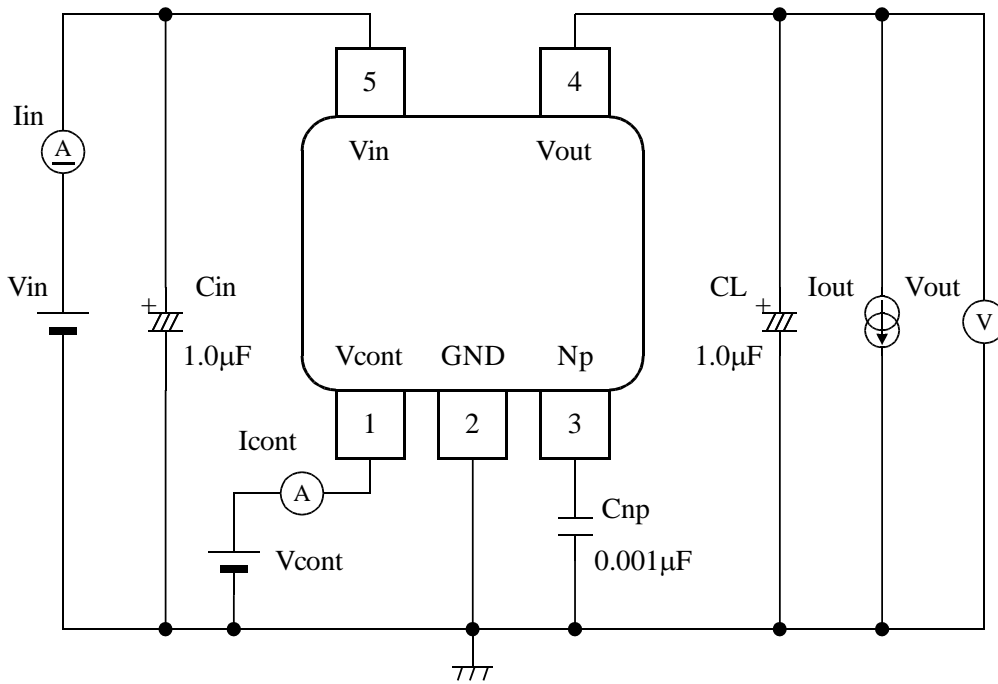 5
4
Iin
A
Vin
Vout
Vin
+
Cin
1.0μF
CL
+
1.0μF
Iout
Vout
V
Vcont
GND
Np
1
2
3
Icont
A
Vcont
Cnp
0.001μF